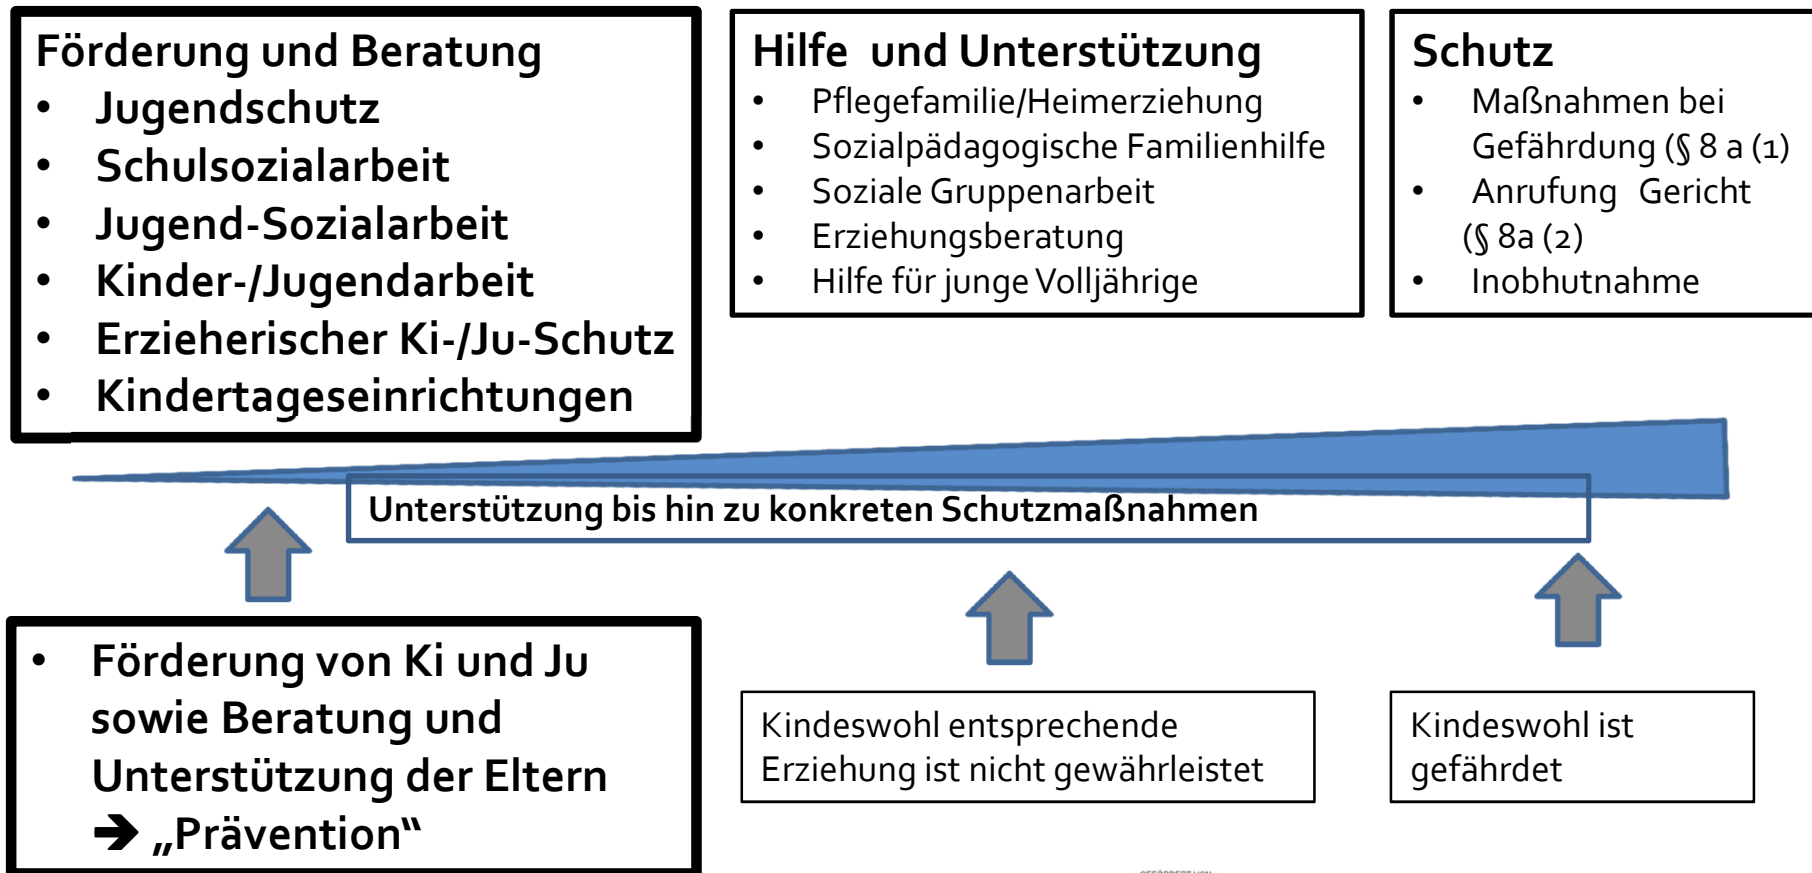 Förderung und Beratung
• Jugendschutz
• Schulsozialarbeit
• Jugend-Sozialarbeit
• Kinder-/Jugendarbeit
• Erzieherischer Ki-/Ju-Schutz
• Kindertageseinrichtungen
Hilfe und Unterstützung
• Pflegefamilie/Heimerziehung
• Sozialpädagogische Familienhilfe
• Soziale Gruppenarbeit
• Erziehungsberatung
• Hilfe für junge Volljährige
Schutz
• Maßnahmen bei
Gefährdung (§ 8 a (1)
• Anrufung Gericht
(§ 8a (2)
• Inobhutnahme
Unterstützung bis hin zu konkreten Schutzmaßnahmen
• Förderung von Ki und Ju
sowie Beratung und
Unterstützung der Eltern
➔ „Prävention“
Kindeswohl entsprechende
Erziehung ist nicht gewährleistet
Kindeswohl ist
gefährdet
GEFÖRDERT VOM